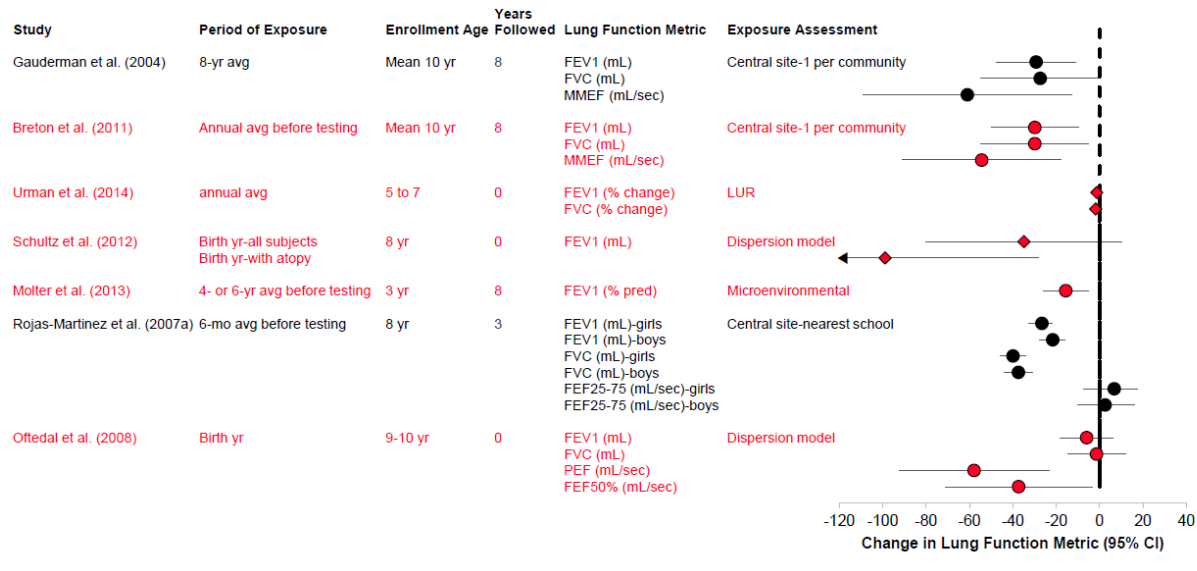 Study Period of Exposure Enrollment Age Years Followed Lung Function Metric Exposure Assessment
Gauderman et al. (2004) 8-yr avg Mean 10 yr 8 FEV1 (mL) Central site-1 per community
FVC (mL)
MMEF (mL/sec)
Breton et al. (2011) Annual avg before testing Mean 10 yr 8 FEV1 (mL) Central site-1 per community
FVC (mL)
MMEF (mL/sec)
Urman et al. (2014) annual avg 5 to 7 0 FEV1 (% change) LUR
FVC (% change)
Schultz et al. (2012) Birth yr-all subjects 8 yr 0 FEV1 (mL) Dispersion model
Birth yr-with atopy
Molter et al. (2013) 4- or 6-yr avg before testing 3 yr 8 FEV1 (% pred) Microenvironmental
Rojas-Martinez et al. (2007a) 6-mo avg before testing 8 yr 3 FEV1 (mL)-girls Central site-nearest school
FEV1 (mL)-boys
FVC (mL)-girls
FVC (mL)-boys
FEF25-75 (mL/sec)-girls
FEF25-75 (mL/sec)-boys
Oftedal et al. (2008) Birth yr 9-10 yr 0 FEV1 (mL) Dispersion model
FVC (mL)
PEF (mL/sec)
FEF50% (mL/sec)
-120 -100 -80 -60 -40 -20 0 20 40
Change in Lung Function Metric (95% CI)